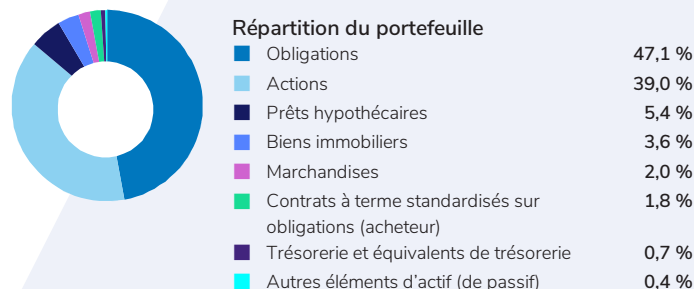 Répartition du portefeuille
Obligations 47,1 %
Actions 39,0 %
Prêts hypothécaires 5,4 %
Biens immobiliers 3,6 %
Marchandises 2,0 %
Contrats à terme standardisés sur 1,8 %
obligations (acheteur)
Trésorerie et équivalents de trésorerie 0,7 %
Autres éléments d'actif (de passif) 0,4 %